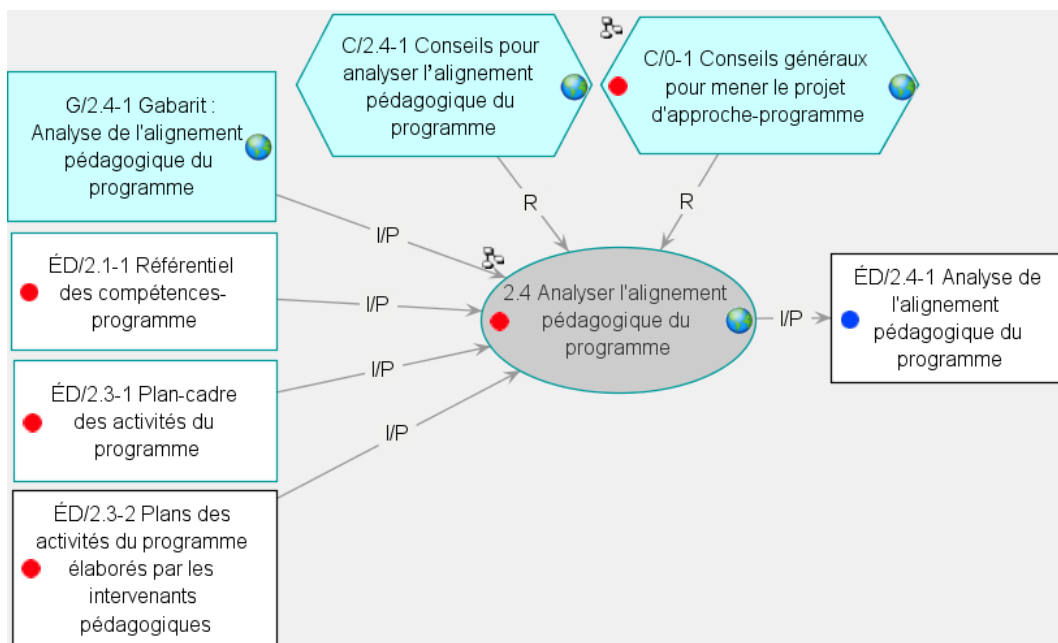 C/2.4-1 Conseils pour
analyser l’alignement
pédagogique du
programme
C/0-1 Conseils généraux
pour mener le projet
d'approche-programme
G/2.4-1 Gabarit :
Analyse de l'alignement
pédagogique du
programme
R
R
I/P
ÉD/2.1-1 Référentiel
des compétences-
programme
I/P
2.4 Analyser l'alignement
pédagogique du
programme
I/P
ÉD/2.4-1 Analyse de
l'alignement
pédagogique du
programme
ÉD/2.3-1 Plan-cadre
des activités du
programme
I/P
I/P
ÉD/2.3-2 Plans des
activités du programme
élaborés par les
intervenants
pédagogiques